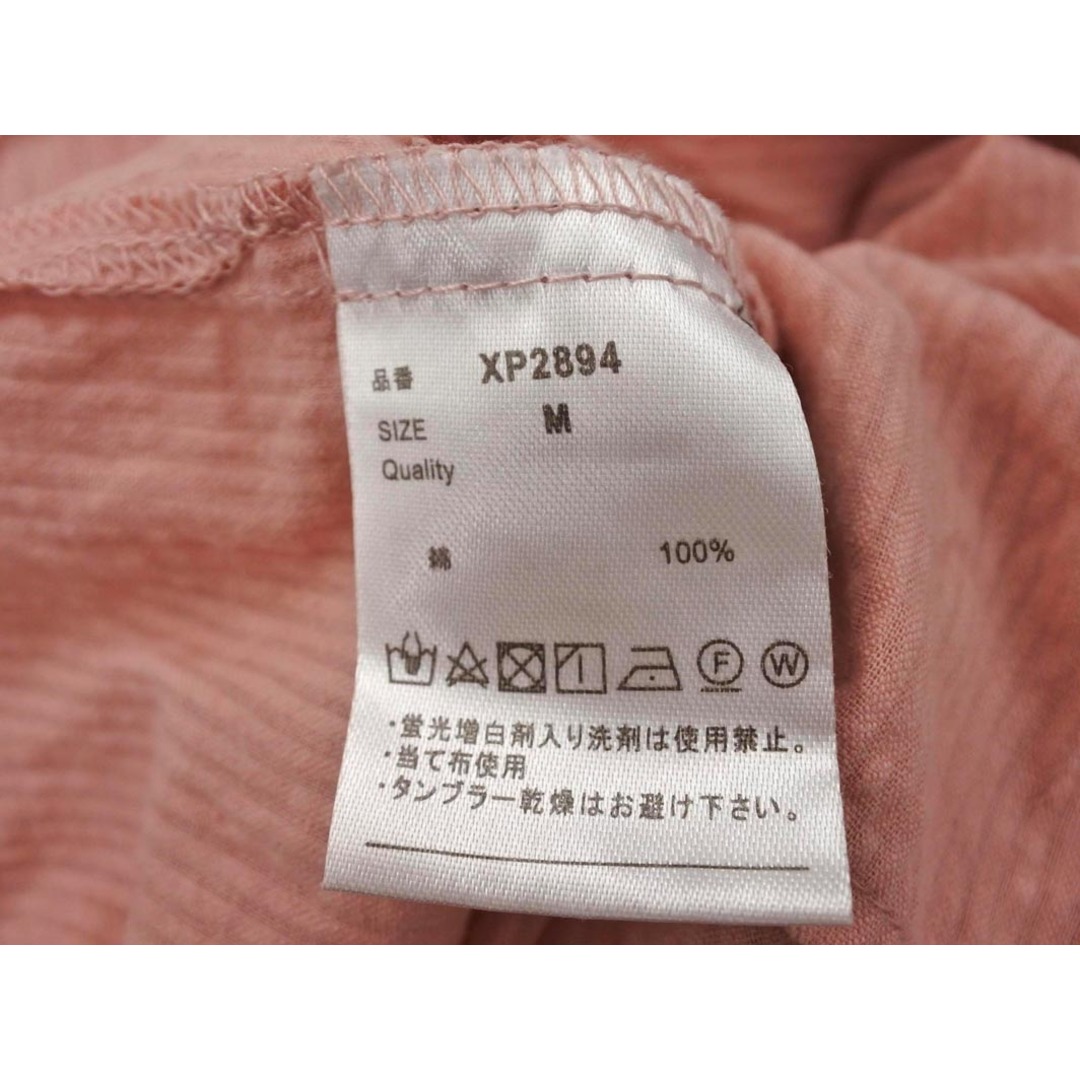 品番 XP2894
SIZE M
Quality
綿 100%
F W
・蛍光増白剤入り洗剤は使用禁止。
・当て布使用
・タンブラー乾燥はお避け下さい。